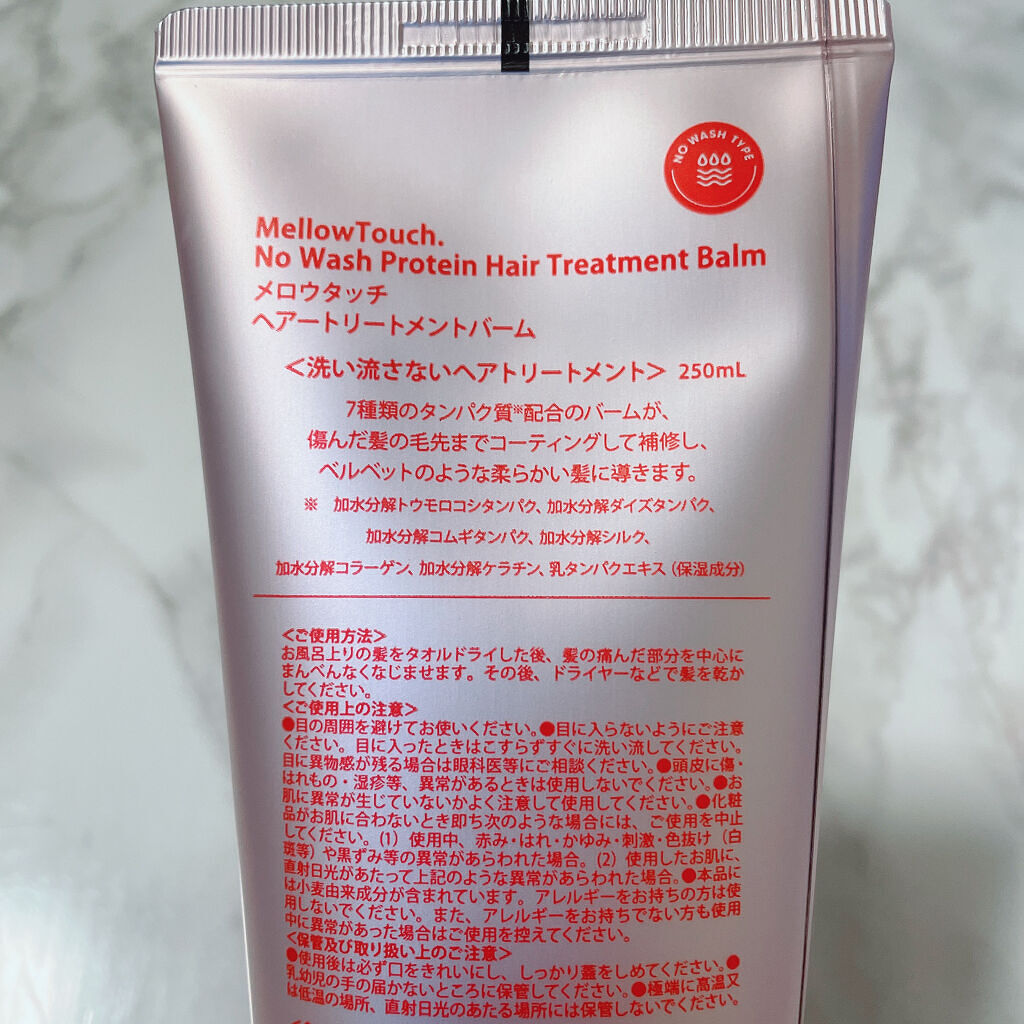 NO WASH TYPE
MellowTouch.
No Wash Protein Hair Treatment Balm
メロウタッチ
ヘアートリートメントバーム
＜洗い流さないヘアトリートメント＞ 250mL
7種類のタンパク質※配合のバームが、
傷んだ髪の毛先までコーティングして補修し、
ベルベットのような柔らかい髪に導きます。
※ 加水分解トウモロコシタンパク、加水分解ダイズタンパク、
加水分解コムギタンパク、加水分解シルク、
加水分解コラーゲン、加水分解ケラチン、乳タンパクエキス（保湿成分）
＜ご使用方法＞
お風呂上りの髪をタオルドライした後、髪の痛んだ部分を中心に
まんべんなくなじませます。その後、ドライヤーなどで髪を乾か
してください。
＜ご使用上の注意＞
●目の周囲を避けてお使いください。●目に入らないようにご注意
ください。目に入ったときはこすらずすぐに洗い流してください。
目に異物感が残る場合は眼科医等にご相談ください。●頭皮に傷・
はれもの・湿疹等、異常があるときは使用しないでください。●お
肌に異常が生じていないかよく注意して使用してください。●化粧
品がお肌に合わないとき即ち次のような場合には、ご使用を中止
してください。(1) 使用中、赤み・はれ・かゆみ・刺激・色抜け（白
斑等）や黒ずみ等の異常があらわれた場合。(2) 使用したお肌に、
直射日光があたって上記のような異常があらわれた場合。●本品に
は小麦由来成分が含まれています。アレルギーをお持ちの方は使
用しないでください。また、アレルギーをお持ちでない方も使用
中に異常があった場合はご使用を控えてください。
＜保管及び取り扱い上のご注意＞
●使用後は必ず口をきれいにし、しっかり蓋をしめてください。●
乳幼児の手の届かないところに保管してください。●極端に高温又
は低温の場所、直射日光のあたる場所には保管しないでください。